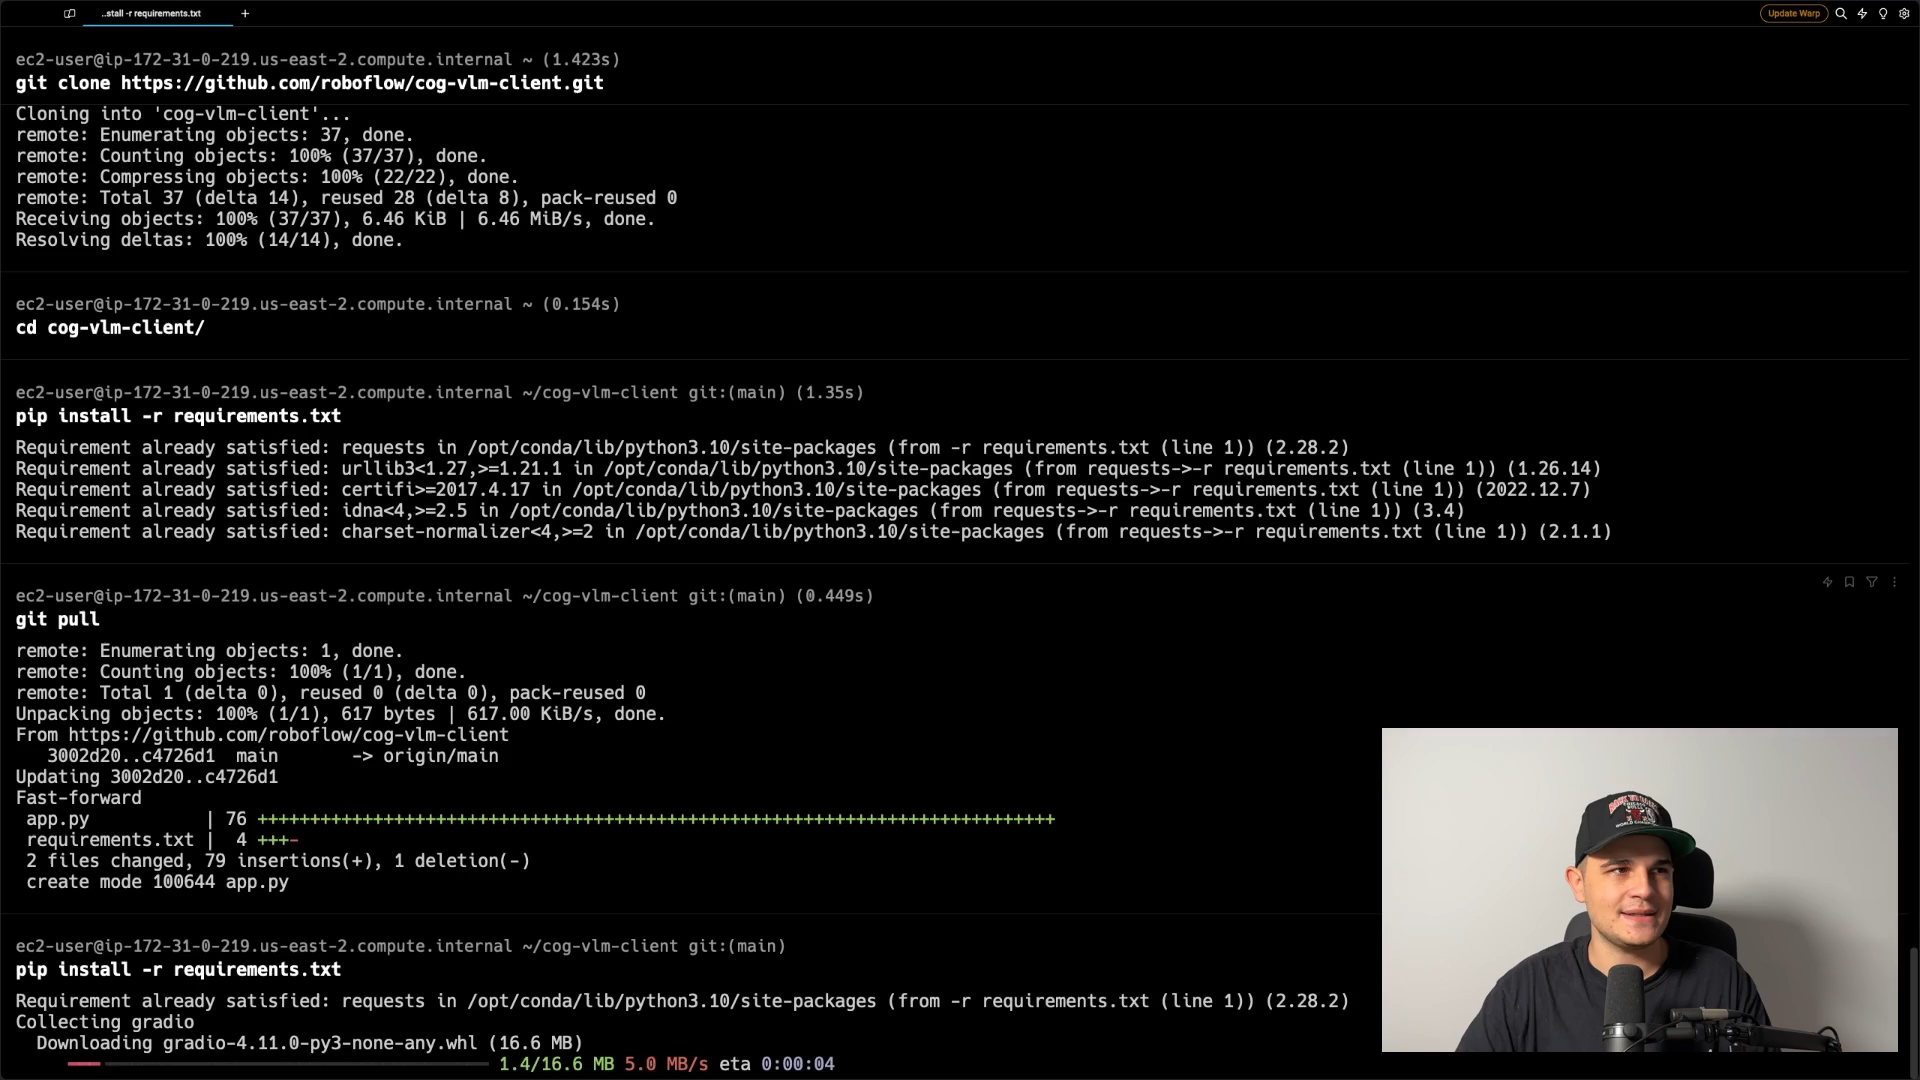 ..stall -r requirements.txt
Update Warp
ec2-user@ip-172-31-0-219.us-east-2.compute.internal ~ (1.423s)
git clone https://github.com/roboflow/cog-vlm-client.git
Cloning into 'cog-vlm-client'...
remote: Enumerating objects: 37, done.
remote: Counting objects: 100% (37/37), done.
remote: Compressing objects: 100% (22/22), done.
remote: Total 37 (delta 14), reused 28 (delta 8), pack-reused 0
Receiving objects: 100% (37/37), 6.46 KiB | 6.46 MiB/s, done.
Resolving deltas: 100% (14/14), done.
ec2-user@ip-172-31-0-219.us-east-2.compute.internal ~ (0.154s)
cd cog-vlm-client/
ec2-user@ip-172-31-0-219.us-east-2.compute.internal ~/cog-vlm-client git:(main) (1.35s)
pip install -r requirements.txt
Requirement already satisfied: requests in /opt/conda/lib/python3.10/site-packages (from -r requirements.txt (line 1)) (2.28.2)
Requirement already satisfied: urllib3<1.27,>=1.21.1 in /opt/conda/lib/python3.10/site-packages (from requests->-r requirements.txt (line 1)) (1.26.14)
Requirement already satisfied: certifi>=2017.4.17 in /opt/conda/lib/python3.10/site-packages (from requests->-r requirements.txt (line 1)) (2022.12.7)
Requirement already satisfied: idna<4,>=2.5 in /opt/conda/lib/python3.10/site-packages (from requests->-r requirements.txt (line 1)) (3.4)
Requirement already satisfied: charset-normalizer<4,>=2 in /opt/conda/lib/python3.10/site-packages (from requests->-r requirements.txt (line 1)) (2.1.1)
ec2-user@ip-172-31-0-219.us-east-2.compute.internal ~/cog-vlm-client git:(main) (0.449s)
git pull
remote: Enumerating objects: 1, done.
remote: Counting objects: 100% (1/1), done.
remote: Total 1 (delta 0), reused 0 (delta 0), pack-reused 0
Unpacking objects: 100% (1/1), 617 bytes | 617.00 KiB/s, done.
From https://github.com/roboflow/cog-vlm-client
3002d20..c4726d1  main       -> origin/main
Updating 3002d20..c4726d1
Fast-forward
app.py           | 76 ++++++++++++++++++++++++++++++++++++++++++++++++++++++++++++++++++++++++++++
requirements.txt |  4 +++-
2 files changed, 79 insertions(+), 1 deletion(-)
create mode 100644 app.py
ec2-user@ip-172-31-0-219.us-east-2.compute.internal ~/cog-vlm-client git:(main)
pip install -r requirements.txt
Requirement already satisfied: requests in /opt/conda/lib/python3.10/site-packages (from -r requirements.txt (line 1)) (2.28.2)
Collecting gradio
Downloading gradio-4.11.0-py3-none-any.whl (16.6 MB)
1.4/16.6 MB 5.0 MB/s eta 0:00:04